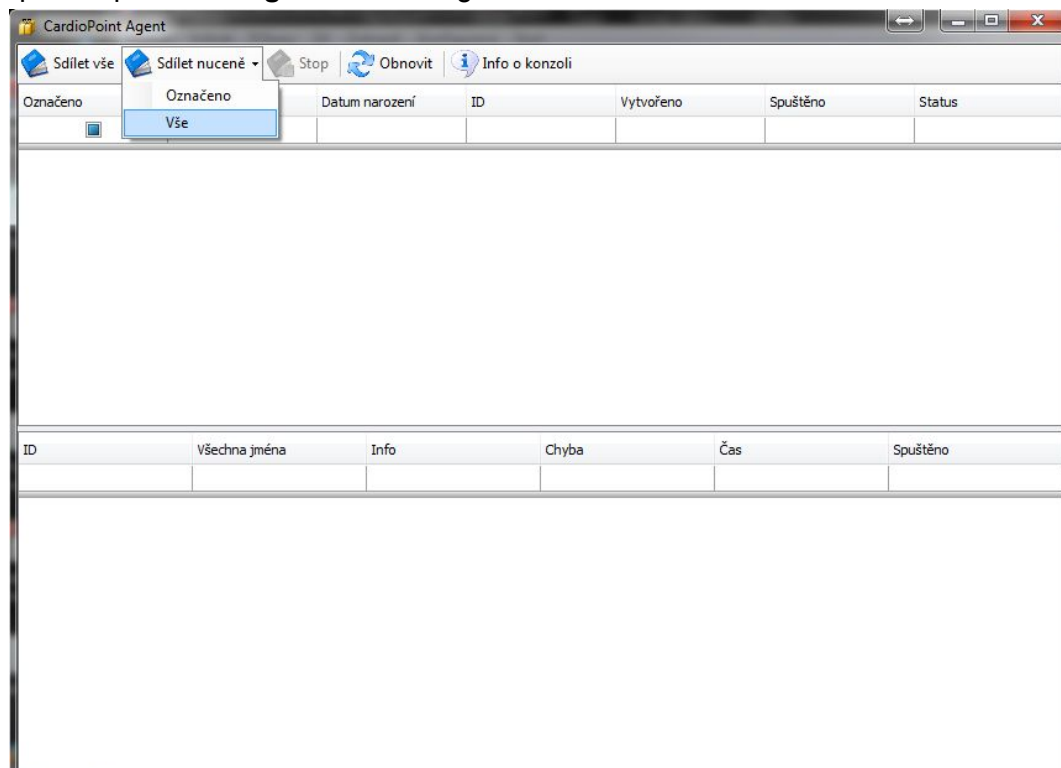 CardioPoint Agent
Sdílet vše Sdílet nuceně Stop Obnovit Info o konzoli
Označeno Datum narození ID Vytvořeno Spuštěno Status
Označeno
Vše
ID Všechna jména Info Chyba Čas Spuštěno